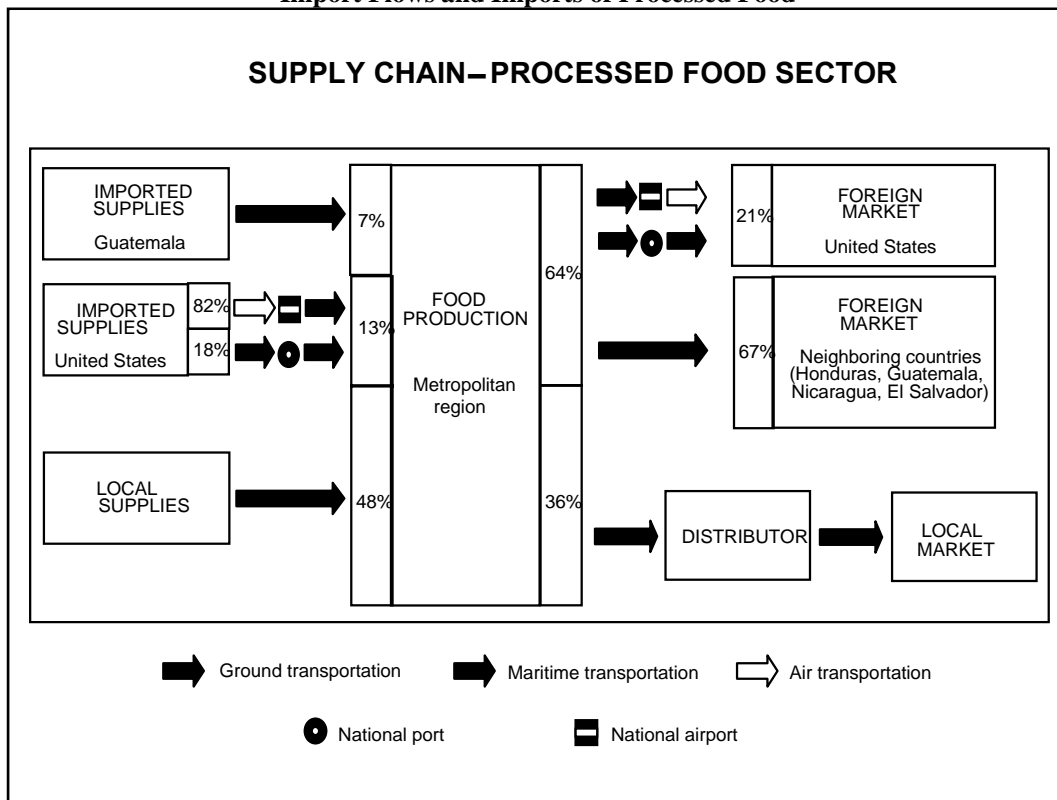 Import Flows and Imports of Processed Food
SUPPLY CHAIN–PROCESSED FOOD SECTOR
IMPORTED
SUPPLIES
Guatemala
7%
IMPORTED
SUPPLIES
United States
82%
18%
13%
LOCAL
SUPPLIES
48%
FOOD
PRODUCTION
Metropolitan
region
64%
36%
21%
FOREIGN
MARKET
United States
67%
FOREIGN
MARKET
Neighboring countries
(Honduras, Guatemala,
Nicaragua, El Salvador)
DISTRIBUTOR
LOCAL
MARKET
Ground transportation
Maritime transportation
Air transportation
National port
National airport